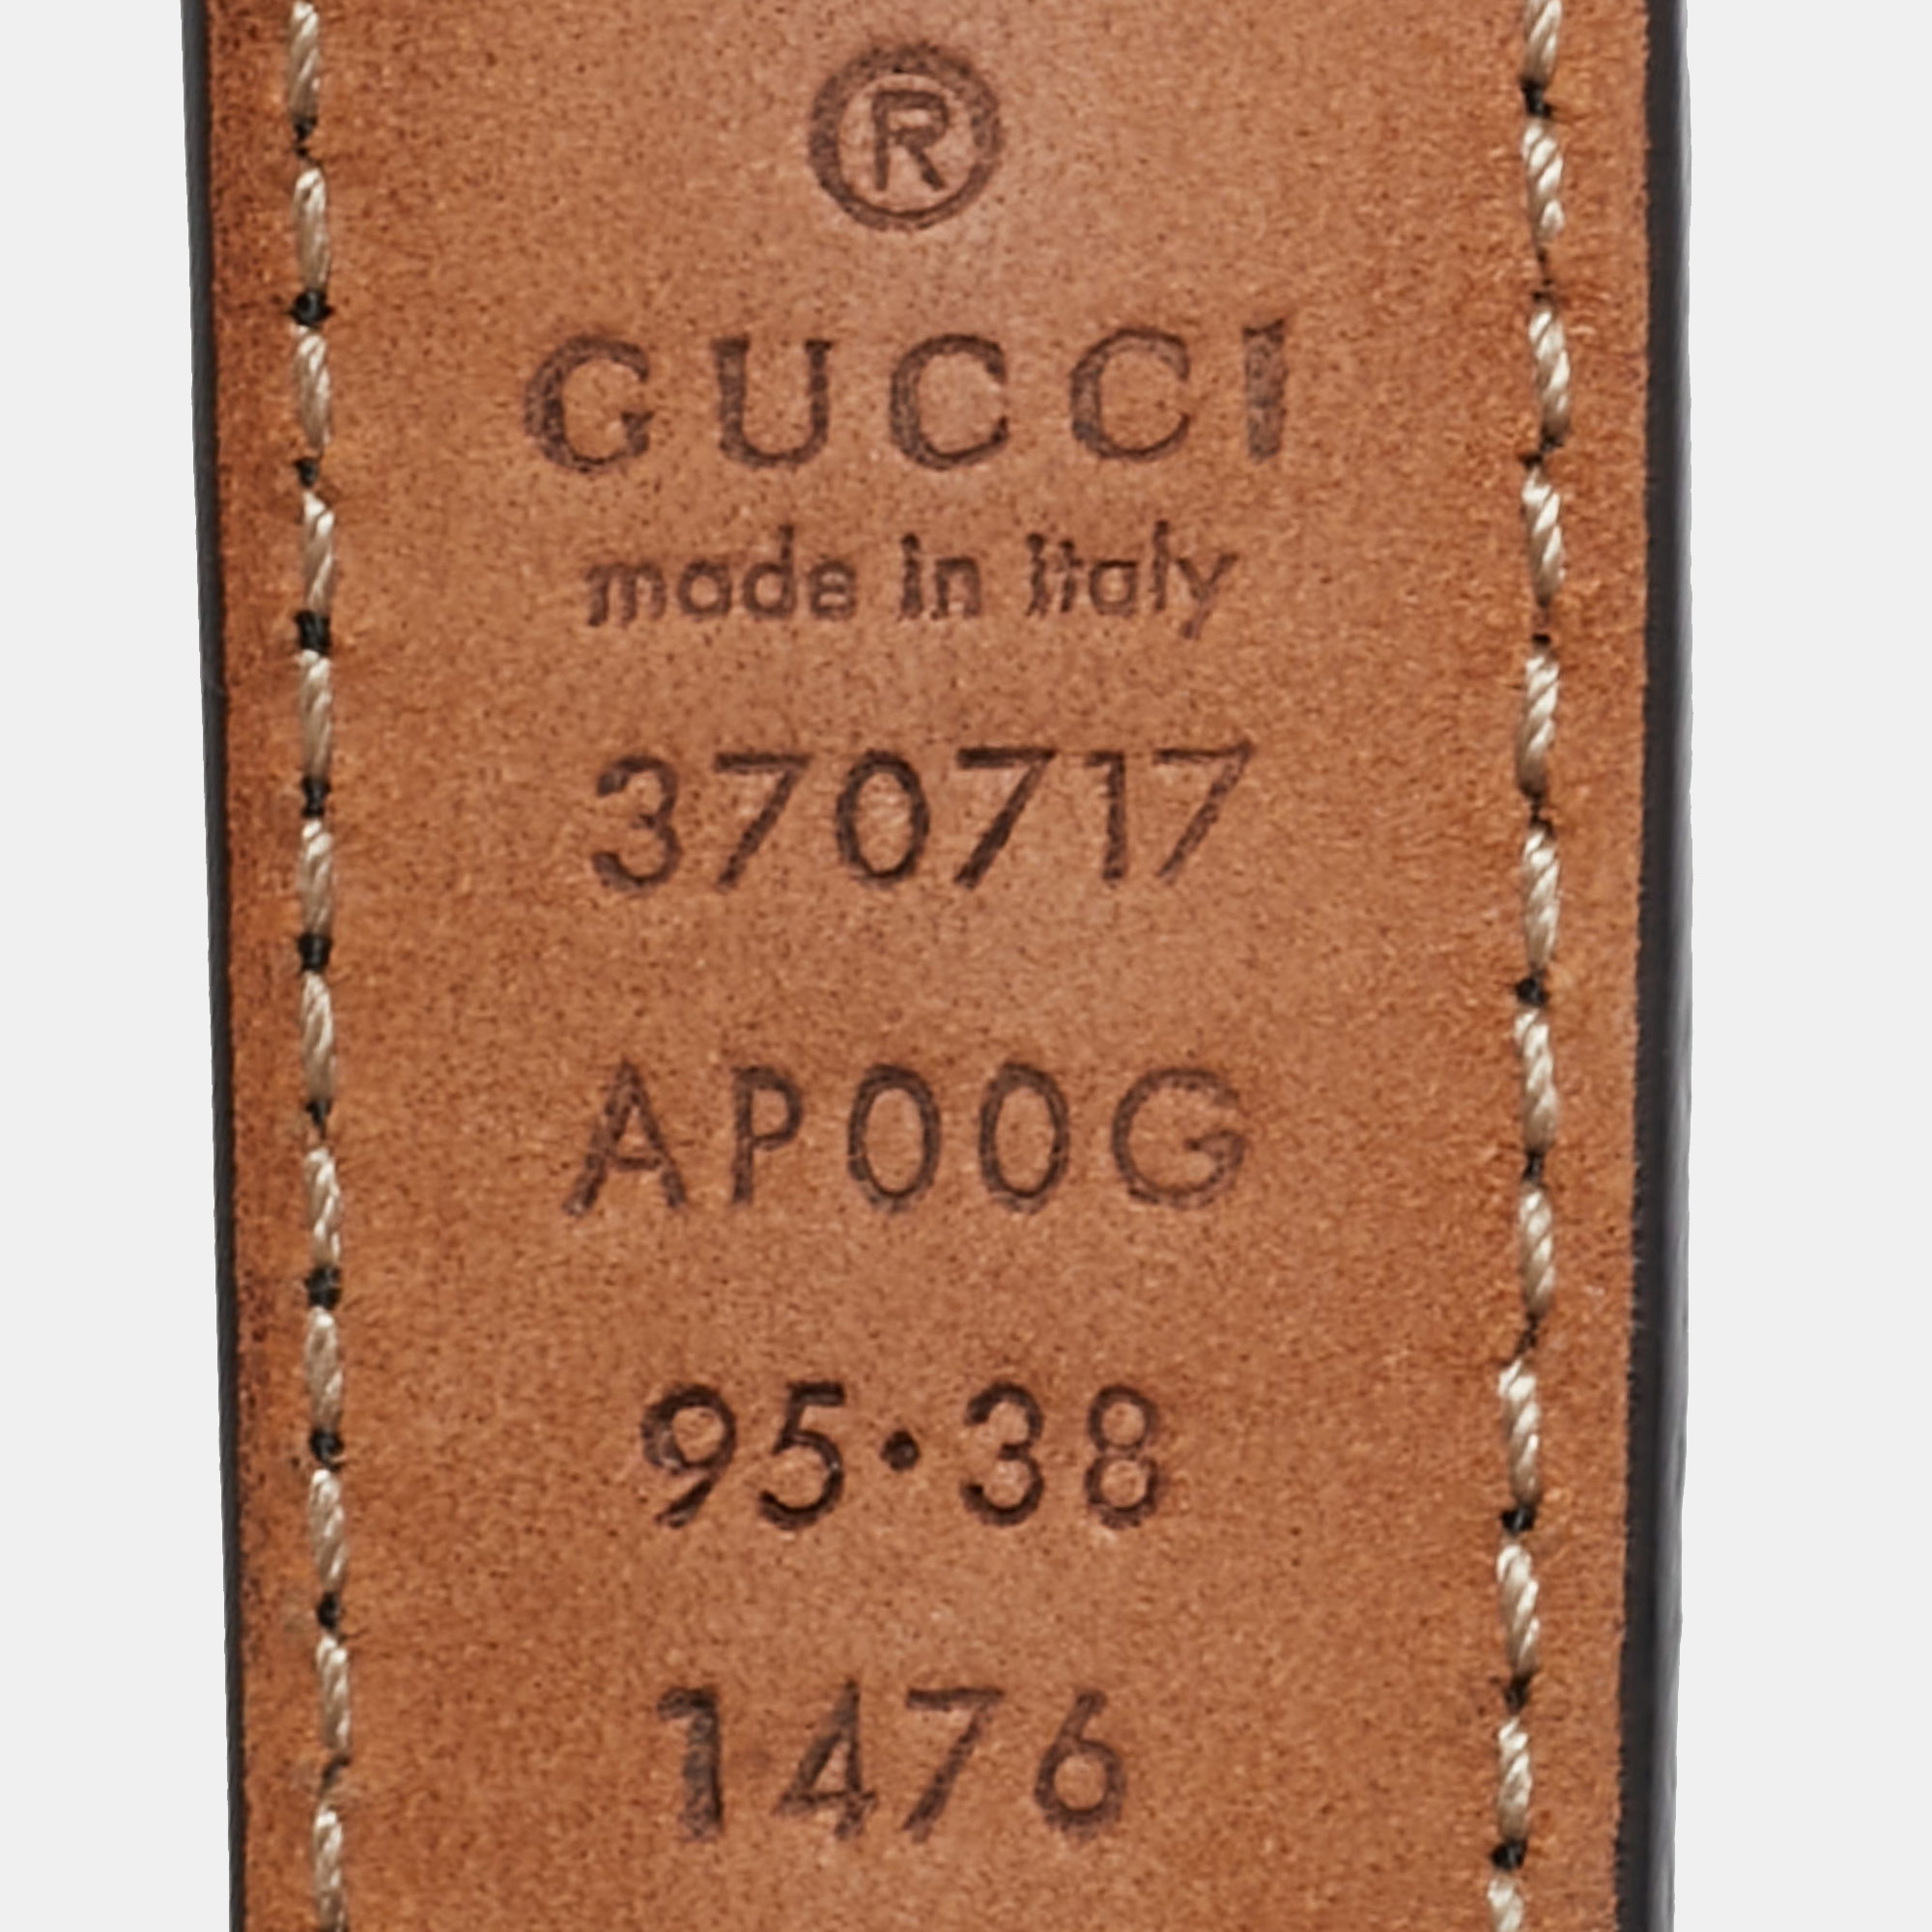 ®
GUCCI
made in italy
370717
AP00G
95·38
1476